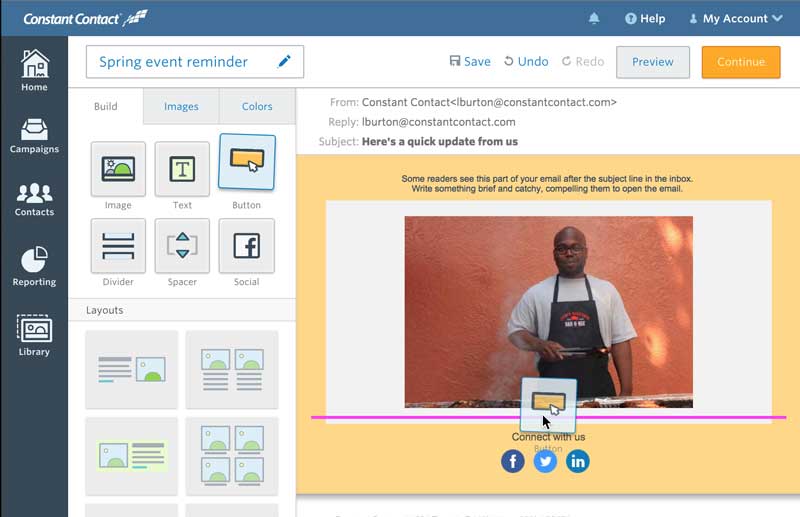 Constant Contact
Help
My Account
Home
Campaigns
Contacts
Reporting
Library
Spring event reminder
Save
Undo
Redo
Preview
Continue
Build
Images
Colors
Image
Text
Button
Divider
Spacer
Social
Layouts
From: Constant Contact<lburton@constantcontact.com>
Reply: lburton@constantcontact.com
Subject: Here's a quick update from us
Some readers see this part of your email after the subject line in the inbox.
Write something brief and catchy, compelling them to open the email.
BAR-B-QUE
Connect with us
Button